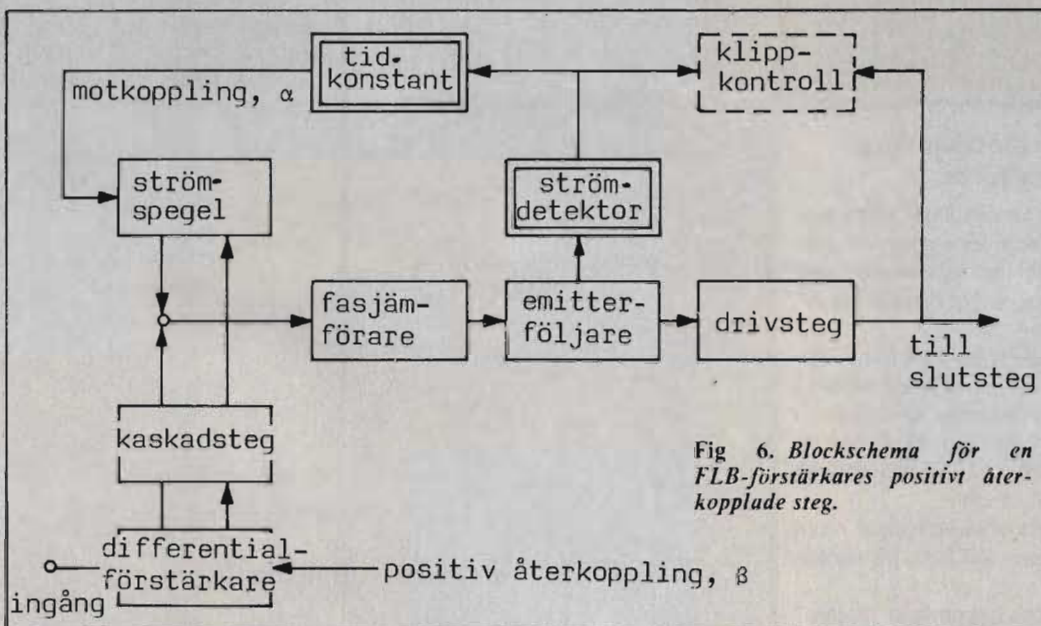 tid-
konstant
klipp-
kontroll
motkoppling, α
ström-
spegel
ström-
detektor
fasjäm-
förare
emitter-
följare
drivsteg
till
slutsteg
kaskadsteg
Fig 6. Blockschema för en
FLB-förstärkares positivt åter-
kopplade steg.
differential-
förstärkare
positiv återkoppling, β
ingång